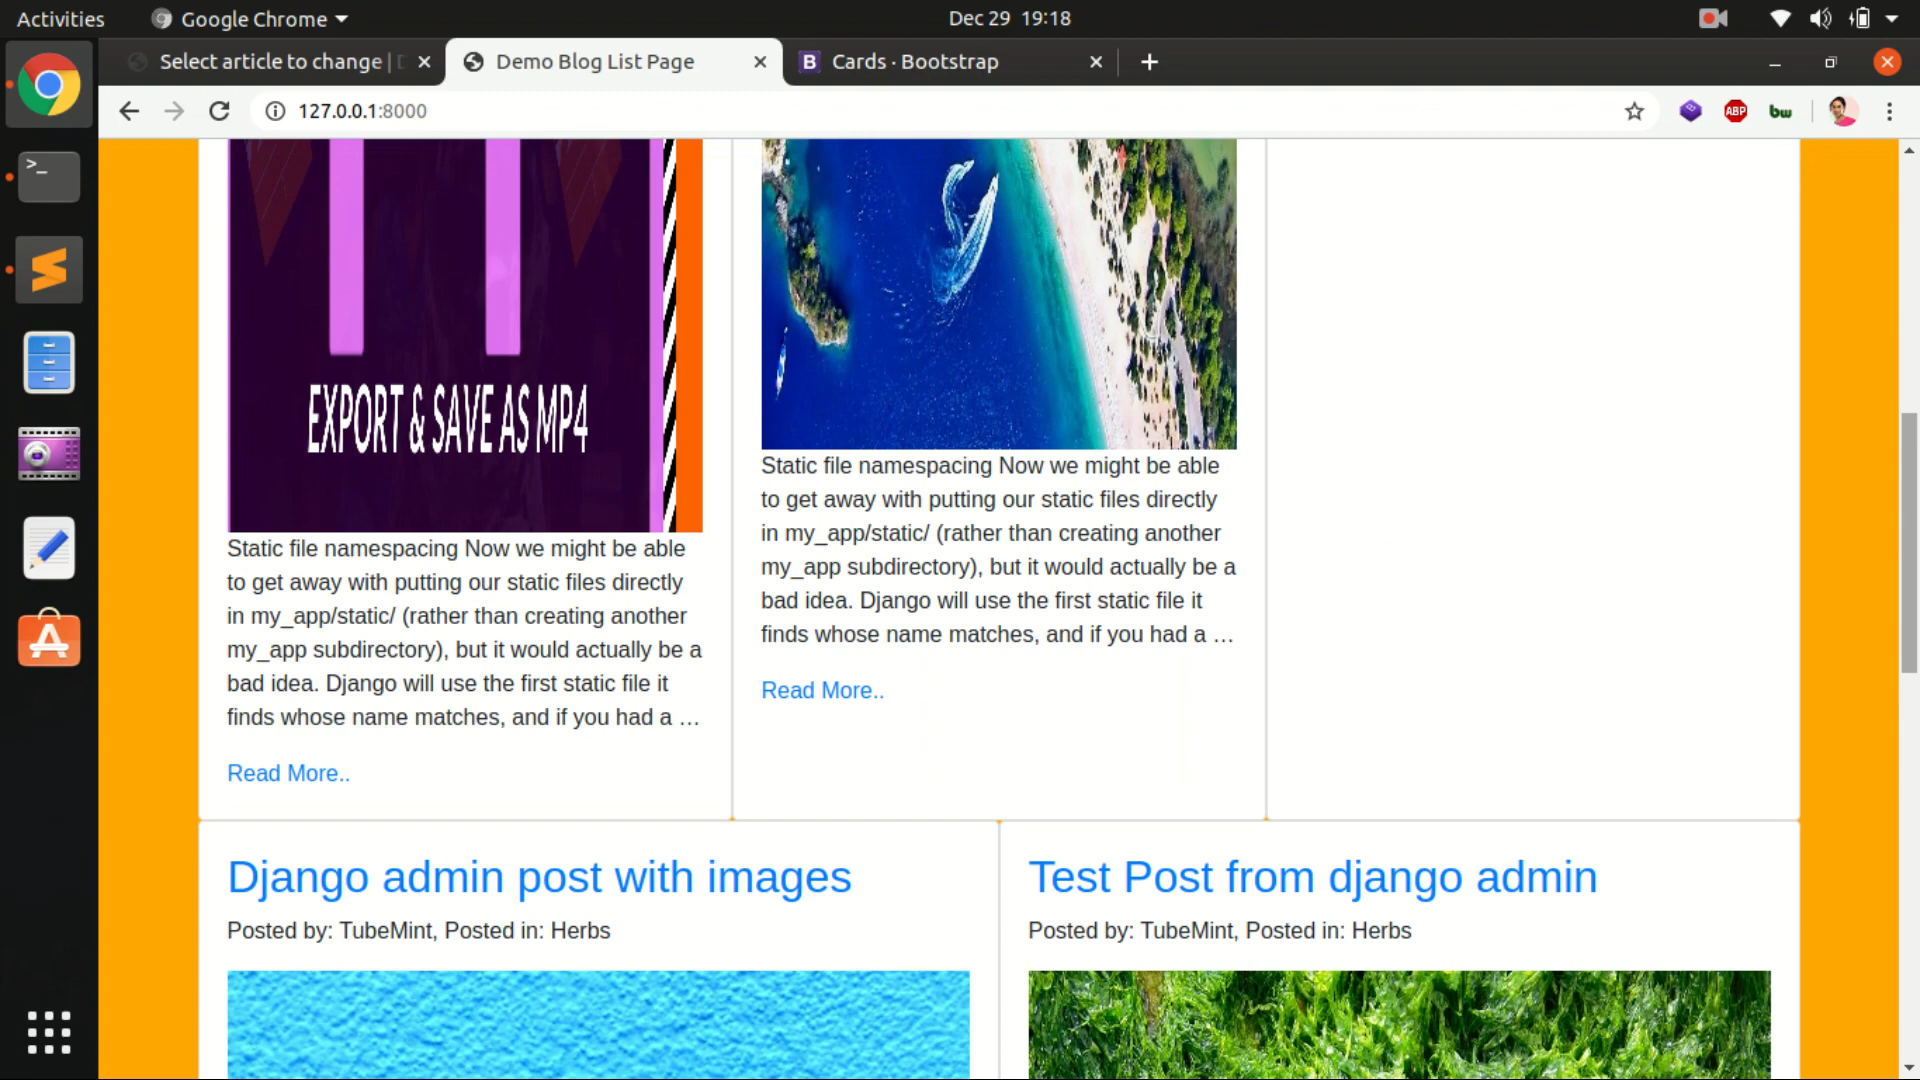 Activities
Google Chrome
Dec 29 19:18
Select article to change |
Demo Blog List Page
B Cards · Bootstrap
127.0.0.1:8000
ABP
bw
EXPORT & SAVE AS MP4
Static file namespacing Now we might be able
to get away with putting our static files directly
in my_app/static/ (rather than creating another
my_app subdirectory), but it would actually be a
bad idea. Django will use the first static file it
finds whose name matches, and if you had a …
Read More..
Static file namespacing Now we might be able
to get away with putting our static files directly
in my_app/static/ (rather than creating another
my_app subdirectory), but it would actually be a
bad idea. Django will use the first static file it
finds whose name matches, and if you had a …
Read More..
Django admin post with images
Posted by: TubeMint, Posted in: Herbs
Test Post from django admin
Posted by: TubeMint, Posted in: Herbs